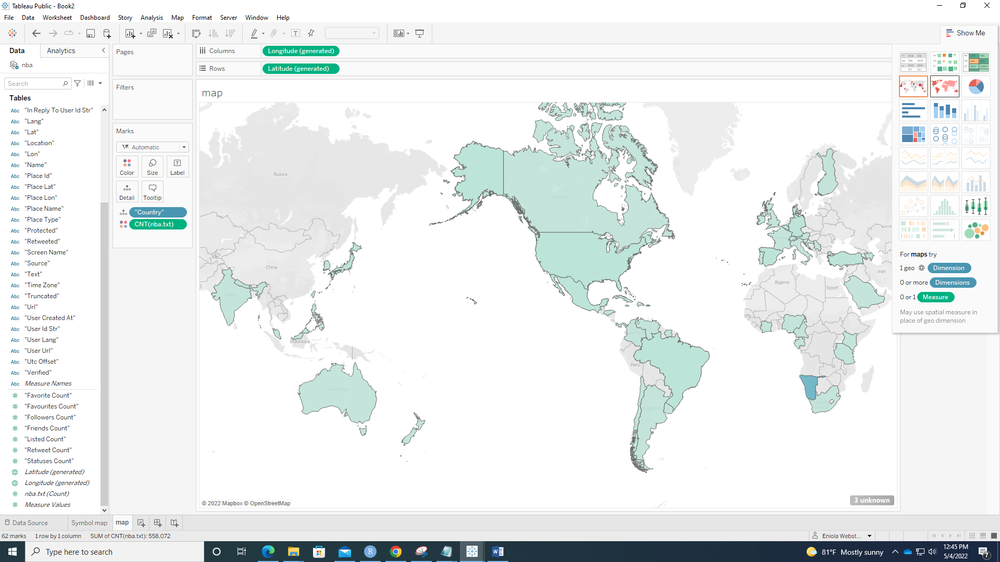 Tableau Public - Book2
File Data Worksheet Dashboard Story Analysis Map Format Server Window Help
Show Me
Data Analytics
nba
Search
Tables
Abc "In Reply To User Id Str"
Abc "Lang"
Abc "Lat"
Abc "Location"
Abc "Lon"
Abc "Name"
Abc "Place Id"
Abc "Place Lat"
Abc "Place Lon"
Abc "Place Name"
Abc "Place Type"
Abc "Protected"
Abc "Retweeted"
Abc "Screen Name"
Abc "Source"
Abc "Text"
Abc "Time Zone"
Abc "Truncated"
Abc "Url"
Abc "User Created At"
Abc "User Id Str"
Abc "User Lang"
Abc "User Url"
Abc "Utc Offset"
Abc "Verified"
Abc Measure Names
# "Favorite Count"
# "Favourites Count"
# "Followers Count"
# "Friends Count"
# "Listed Count"
# "Retweet Count"
# "Statuses Count"
Latitude (generated)
Longitude (generated)
# nba.txt (Count)
# Measure Values
Pages
Filters
Marks
Automatic
Color Size Label
Detail Tooltip
"Country"
CNT(nba.txt)
Columns Longitude (generated)
Rows Latitude (generated)
map
Russia
Canada
China
France
Iran
Algeria
Egypt
India
Indonesia
Colombia
Peru
Australia
Argentina
South
© 2022 Mapbox © OpenStreetMap
3 unknown
For maps try
1 geo Dimension
0 or more Dimensions
0 or 1 Measure
May use spatial measure in
place of geo dimension
Data Source Symbol map map
62 marks 1 row by 1 column SUM of CNT(nba.txt): 558,072
Eniola Webst...
Type here to search
81°F Mostly sunny
12:45 PM
5/4/2022
7